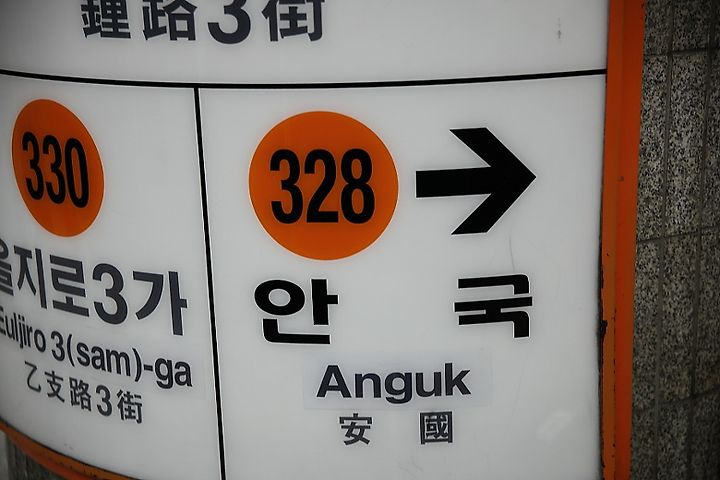 鍾路3街
330
을지로3가
Euljiro 3(sam)-ga
乙支路3街
328
안국
Anguk
安國